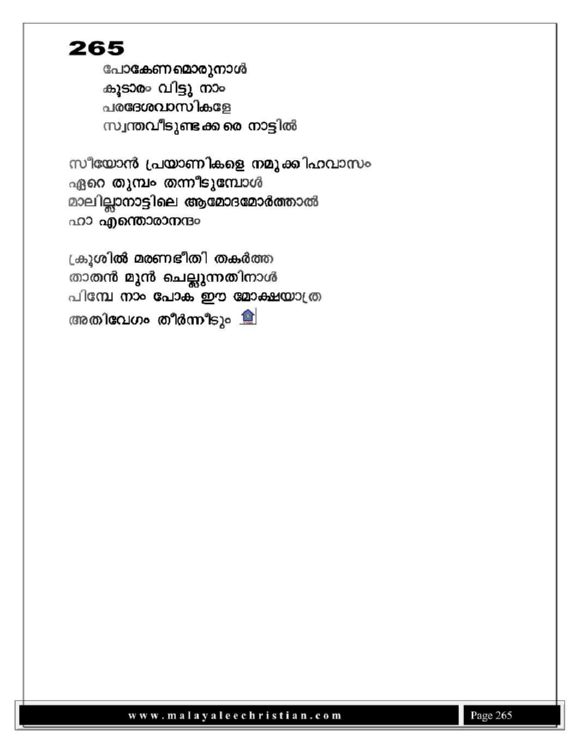 265
പോകേണമൊരുനാൾ
കൂടാരം വിട്ടു നാം
പരദേശവാസികളേ
സ്വന്തവീടുണ്ടക്കരെ നാട്ടിൽ
സീയോൻ പ്രയാണികളെ നമുക്കിഹവാസം
ഏറെ തുമ്പം തന്നീടുമ്പോൾ
മാലില്ലാനാട്ടിലെ ആമോദമോർത്താൽ
ഹാ എന്തൊരാനന്ദം
ക്രൂശിൽ മരണഭീതി തകർത്ത
താതൻ മുൻ ചെല്ലുന്നതിനാൾ
പിമ്പേ നാം പോക ഈ മോക്ഷയാത്ര
അതിവേഗം തീർന്നീടും
www.malayaleechristian.com
Page 265